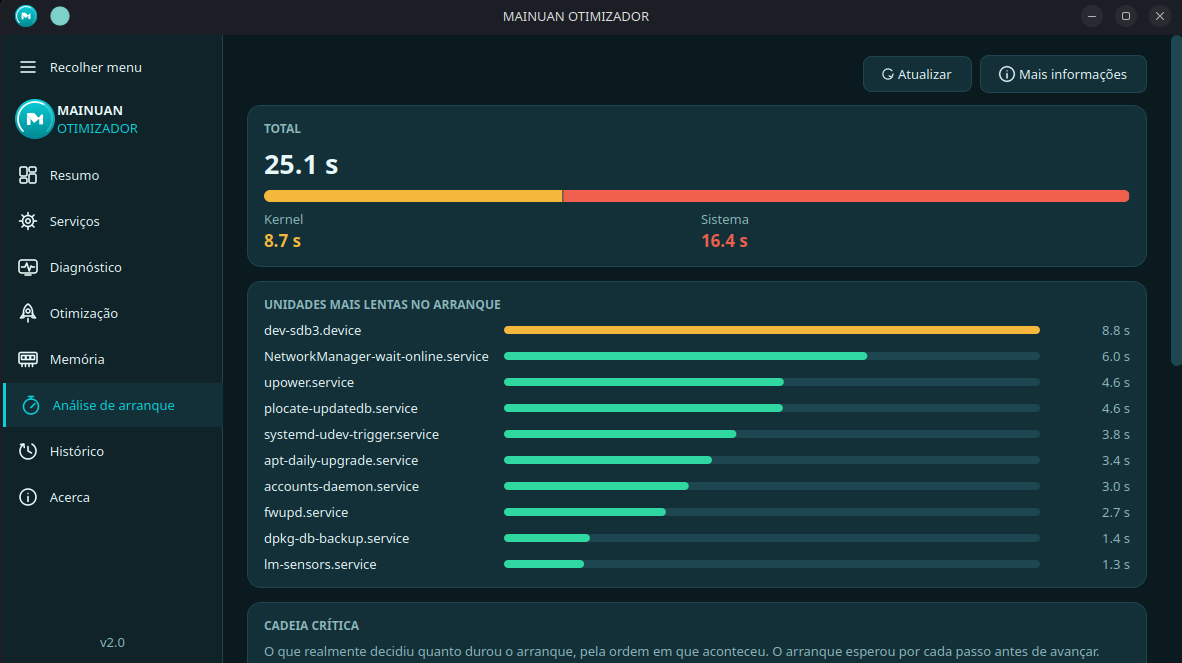 MAINUAN OTIMIZADOR
Recolher menu
MAINUAN
OTIMIZADOR
Resumo
Serviços
Diagnóstico
Otimização
Memória
Análise de arranque
Histórico
Acerca
v2.0
Atualizar
Mais informações
TOTAL
25.1 s
Kernel
8.7 s
Sistema
16.4 s
UNIDADES MAIS LENTAS NO ARRANQUE
dev-sdb3.device 8.8 s
NetworkManager-wait-online.service 6.0 s
upower.service 4.6 s
plocate-updatedb.service 4.6 s
systemd-udev-trigger.service 3.8 s
apt-daily-upgrade.service 3.4 s
accounts-daemon.service 3.0 s
fwupd.service 2.7 s
dpkg-db-backup.service 1.4 s
lm-sensors.service 1.3 s
CADEIA CRÍTICA
O que realmente decidiu quanto durou o arranque, pela ordem em que aconteceu. O arranque esperou por cada passo antes de avançar.